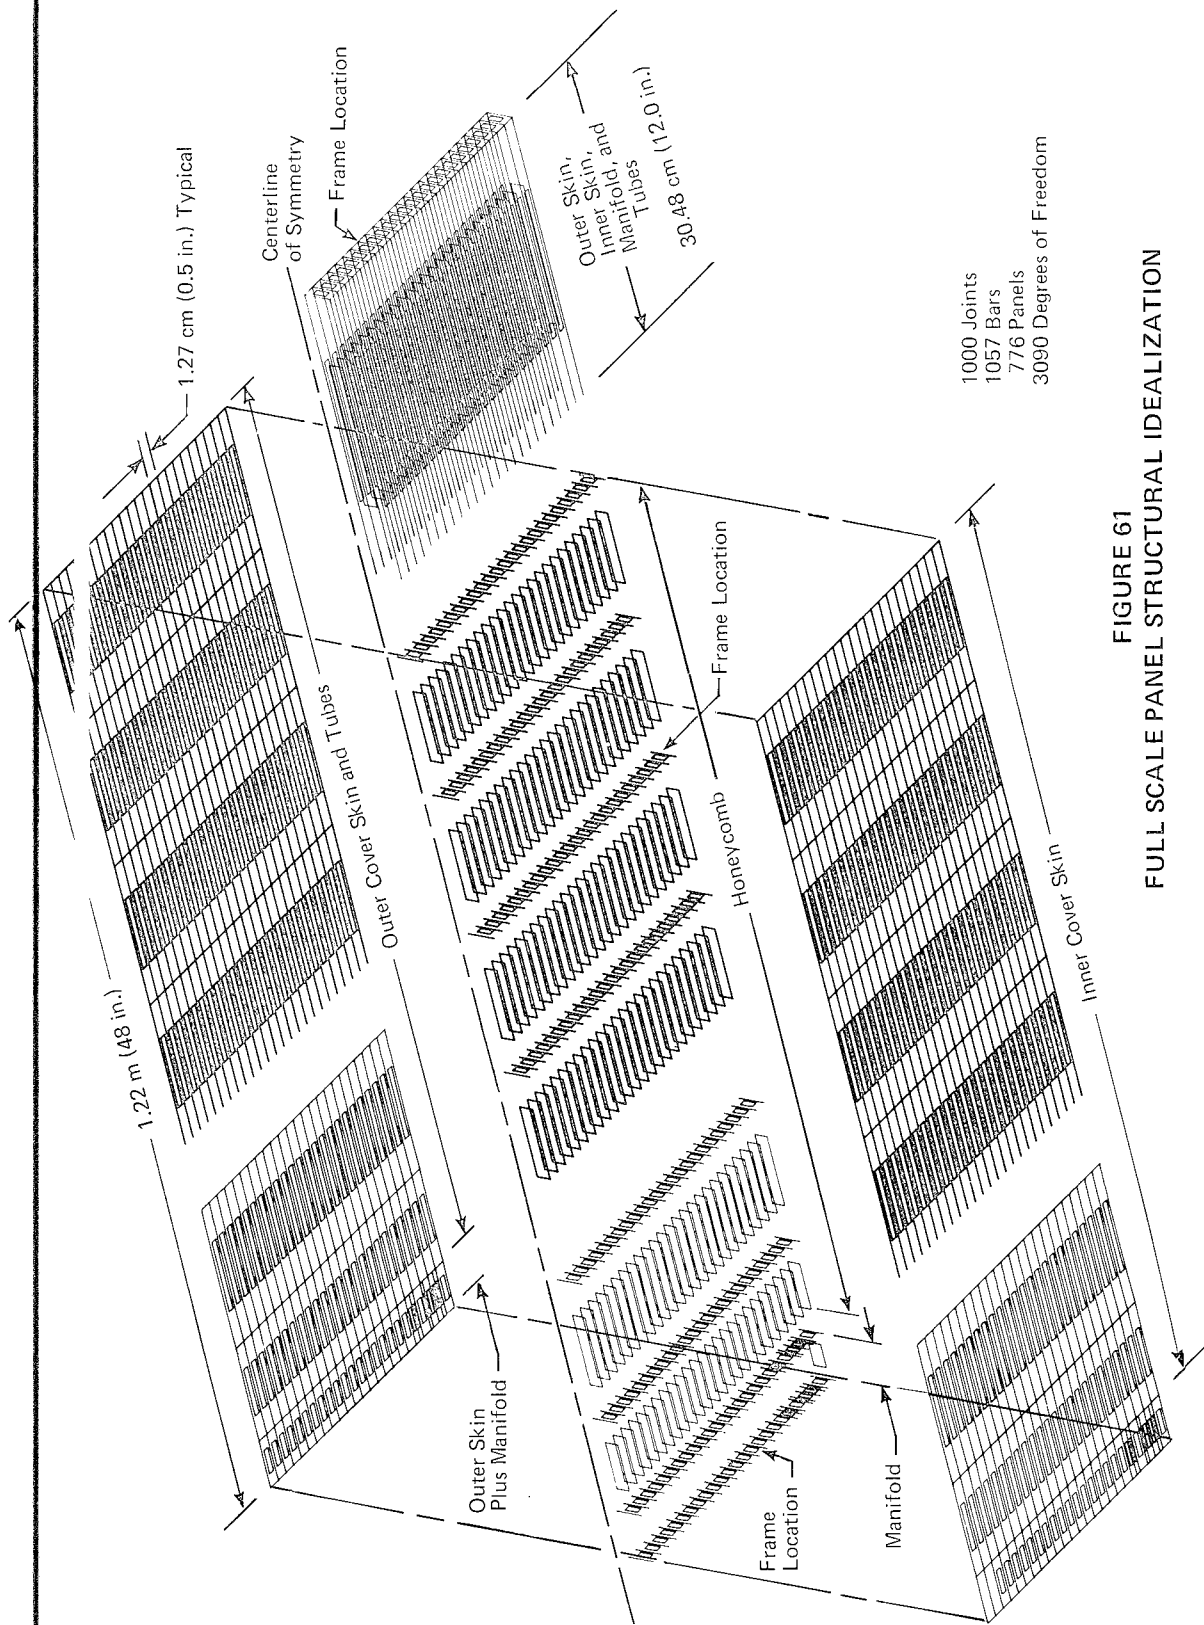 1.27 cm (0.5 in.) Typical
Centerline
of Symmetry
Frame Location
1.22 m (48 in.)
Outer Cover Skin and Tubes
Outer Skin,
Inner Skin,
Manifold, and
Tubes
30.48 cm (12.0 in.)
Outer Skin
Plus Manifold
Honeycomb
Frame Location
Frame
Location
Manifold
Inner Cover Skin
1000 Joints
1057 Bars
776 Panels
3090 Degrees of Freedom
FIGURE 61
FULL SCALE PANEL STRUCTURAL IDEALIZATION